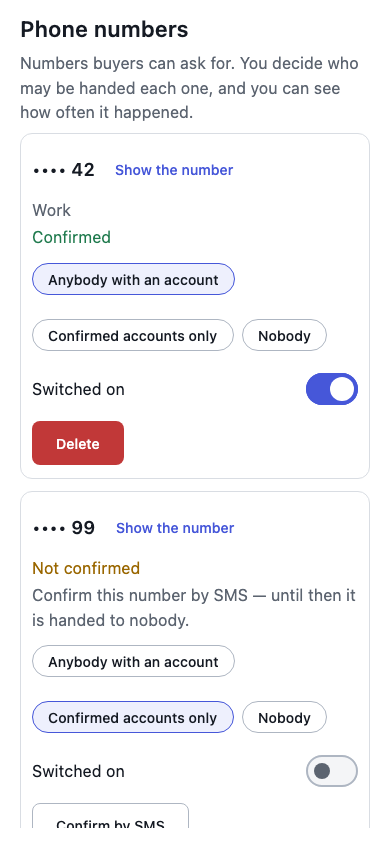 Phone numbers
Numbers buyers can ask for. You decide who
may be handed each one, and you can see
how often it happened.
•••• 42 Show the number
Work
Confirmed
Anybody with an account
Confirmed accounts only Nobody
Switched on
Delete
•••• 99 Show the number
Not confirmed
Confirm this number by SMS — until then it
is handed to nobody.
Anybody with an account
Confirmed accounts only Nobody
Switched on
Confirm by SMS